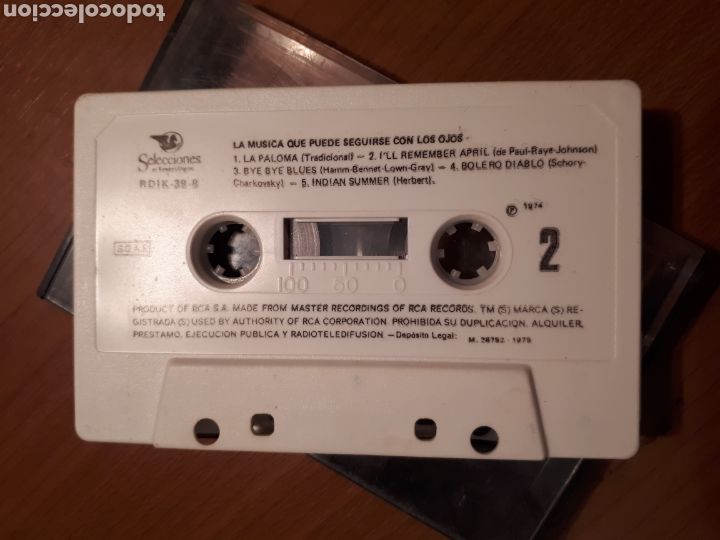 todocoleccion
LA MUSICA QUE PUEDE SEGUIRSE CON LOS OJOS
1. LA PALOMA (Tradicional) — 2. I'LL REMEMBER APRIL (de Paul-Raye-Johnson)
3. BYE BYE BLUES (Hamm-Bennet-Lown-Gray) — 4. BOLERO DIABLO (Schory-
Charkovsky) — 5. INDIAN SUMMER (Herbert).
Selecciones
RDIK-38-8
℗ 1974
SGAE
2
100 50 0
PRODUCT OF RCA S.A. MADE FROM MASTER RECORDINGS OF RCA RECORDS. TM (S) MARCA (S) RE-
GISTRADA (S) USED BY AUTHORITY OF RCA CORPORATION. PROHIBIDA SU DUPLICACION, ALQUILER,
PRESTAMO, EJECUCION PUBLICA Y RADIOTELEDIFUSION — Depósito Legal: M. 28792 - 1975